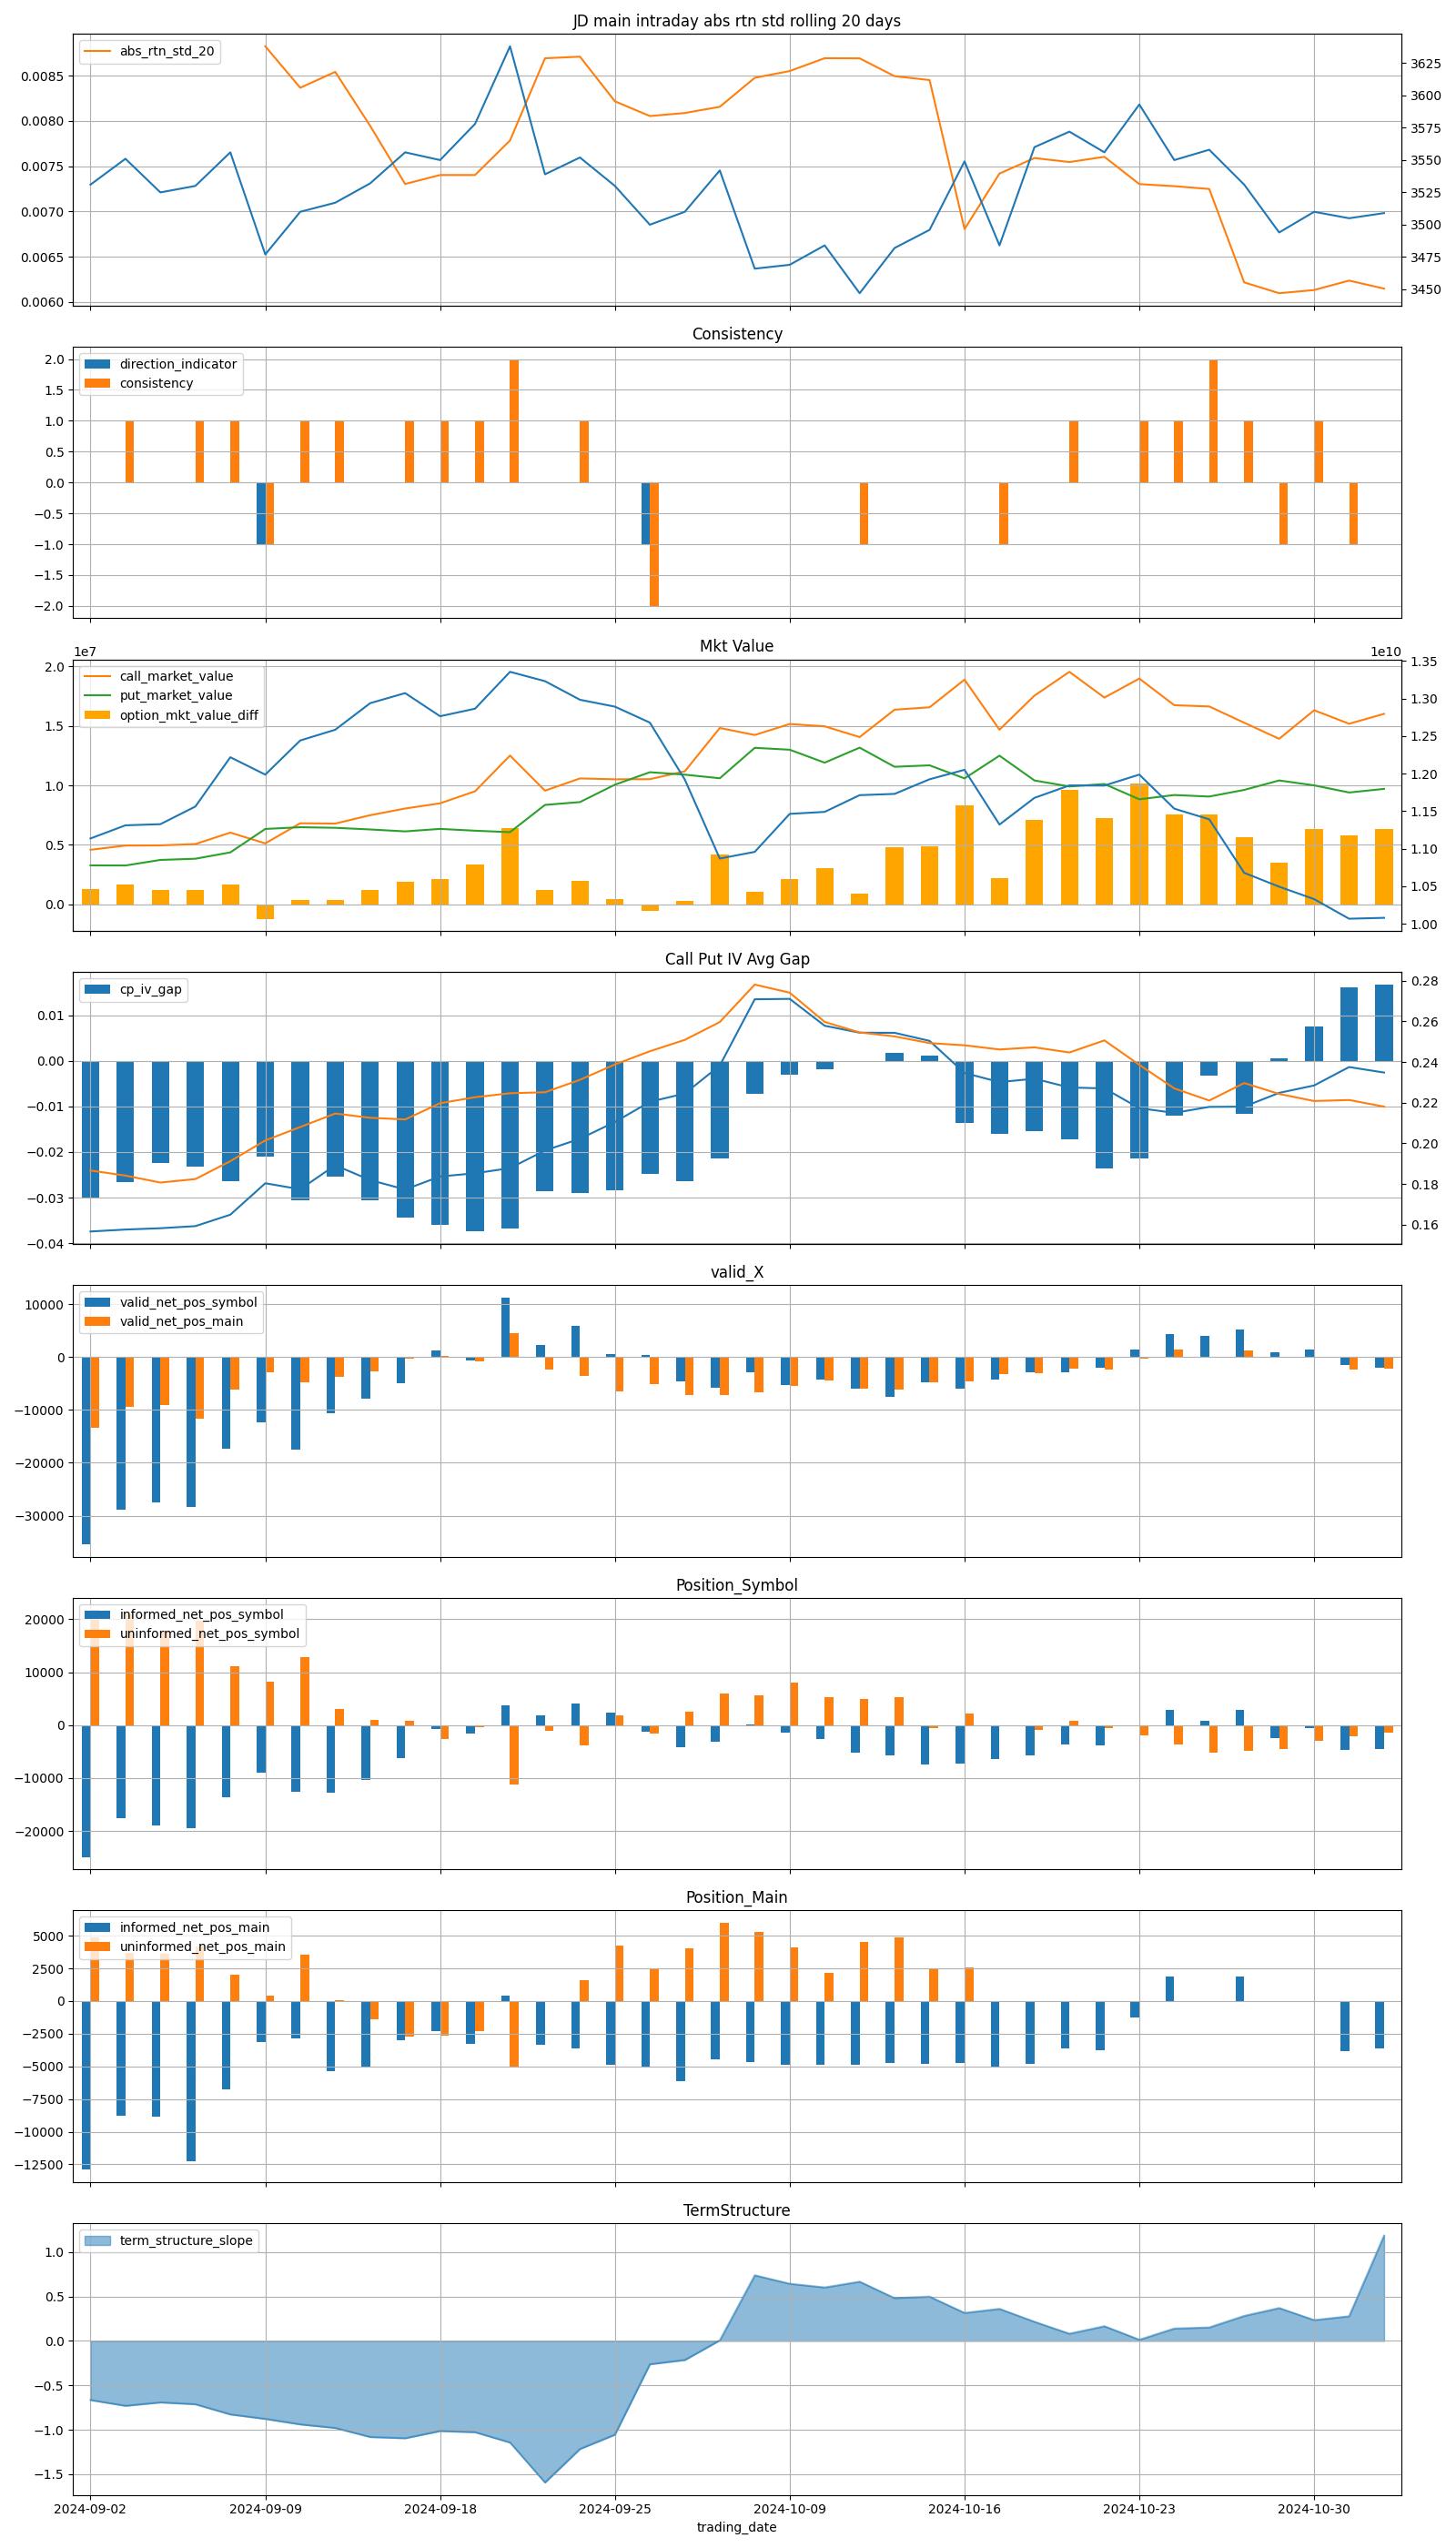 JD main intraday abs rtn std rolling 20 days
abs_rtn_std_20
0.0085
0.0080
0.0075
0.0070
0.0065
0.0060
3625
3600
3575
3550
3525
3500
3475
3450
Consistency
direction_indicator
consistency
2.0
1.5
1.0
0.5
0.0
−0.5
−1.0
−1.5
−2.0
Mkt Value
1e7
1e10
call_market_value
put_market_value
option_mkt_value_diff
2.0
1.5
1.0
0.5
0.0
1.35
1.30
1.25
1.20
1.15
1.10
1.05
1.00
Call Put IV Avg Gap
cp_iv_gap
0.01
0.00
−0.01
−0.02
−0.03
−0.04
0.28
0.26
0.24
0.22
0.20
0.18
0.16
valid_X
valid_net_pos_symbol
valid_net_pos_main
10000
0
−10000
−20000
−30000
Position_Symbol
informed_net_pos_symbol
uninformed_net_pos_symbol
20000
10000
0
−10000
−20000
Position_Main
informed_net_pos_main
uninformed_net_pos_main
5000
2500
0
−2500
−5000
−7500
−10000
−12500
TermStructure
term_structure_slope
1.0
0.5
0.0
−0.5
−1.0
−1.5
2024-09-02 2024-09-09 2024-09-18 2024-09-25 2024-10-09 2024-10-16 2024-10-23 2024-10-30
trading_date